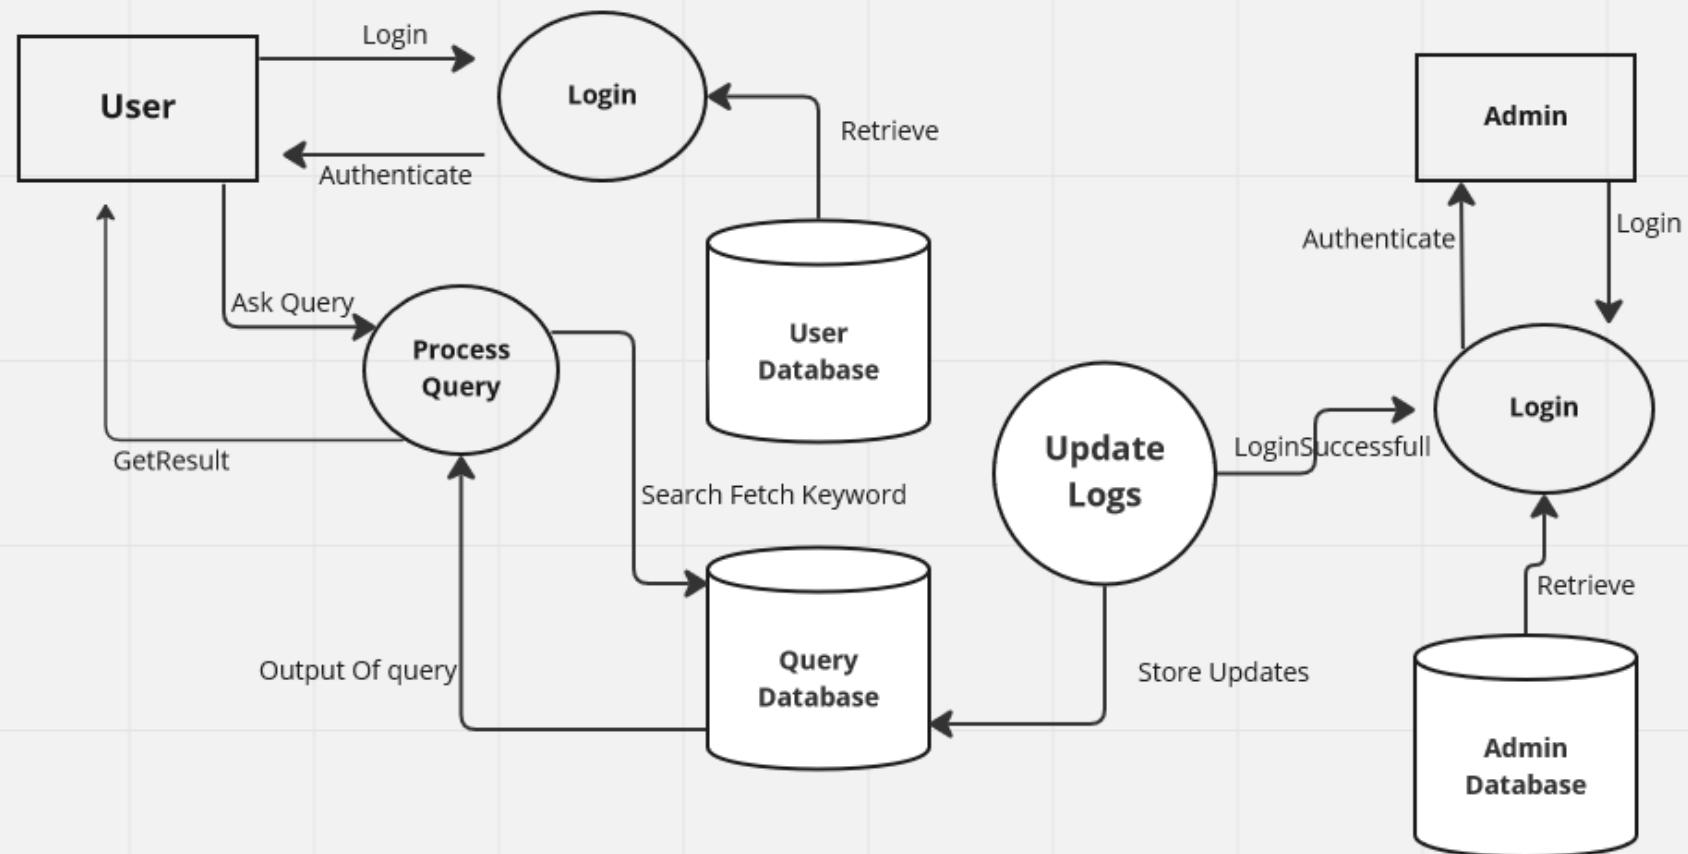 Login
User
Login
Authenticate
Retrieve
Admin
Authenticate
Login
Ask Query
Process
Query
User
Database
GetResult
Search Fetch Keyword
Update
Logs
LoginSuccessfull
Login
Output Of query
Query
Database
Store Updates
Retrieve
Admin
Database